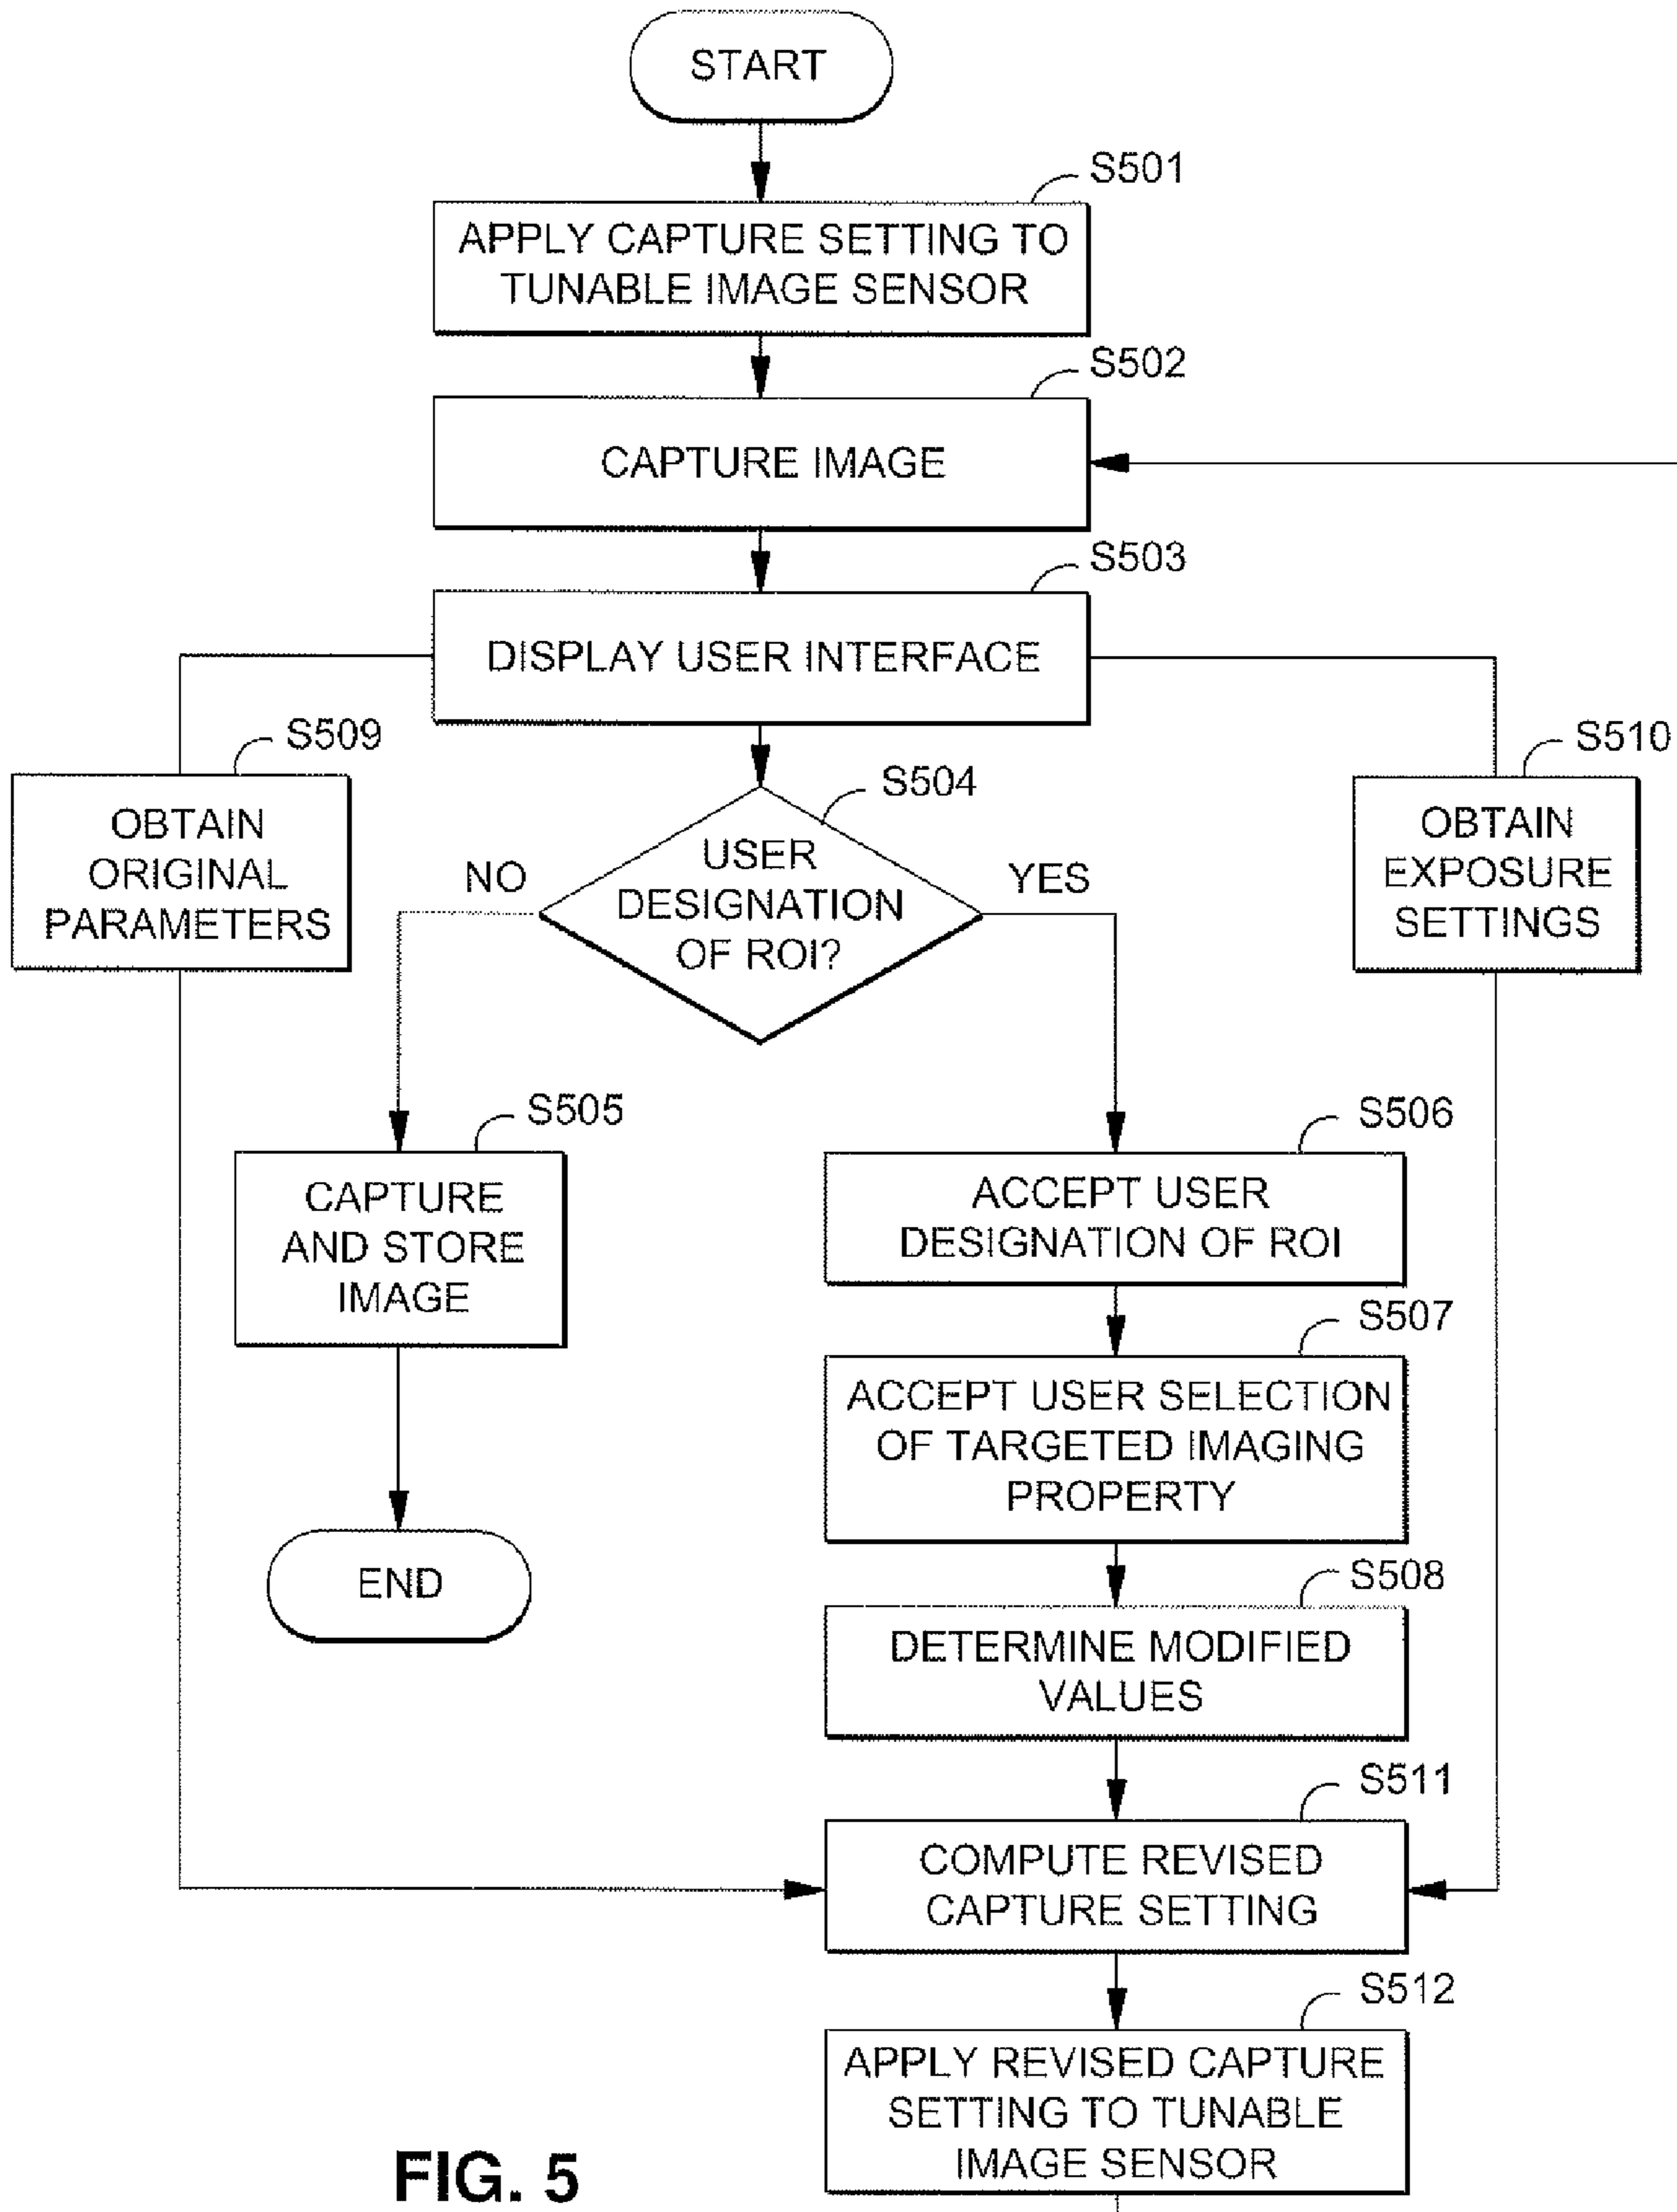 START
S501
APPLY CAPTURE SETTING TO
TUNABLE IMAGE SENSOR
S502
CAPTURE IMAGE
S503
DISPLAY USER INTERFACE
S509
OBTAIN
ORIGINAL
PARAMETERS
S504
USER
DESIGNATION
OF ROI?
NO
YES
S510
OBTAIN
EXPOSURE
SETTINGS
S505
CAPTURE
AND STORE
IMAGE
END
S506
ACCEPT USER
DESIGNATION OF ROI
S507
ACCEPT USER SELECTION
OF TARGETED IMAGING
PROPERTY
S508
DETERMINE MODIFIED
VALUES
S511
COMPUTE REVISED
CAPTURE SETTING
S512
APPLY REVISED CAPTURE
SETTING TO TUNABLE
IMAGE SENSOR
FIG. 5